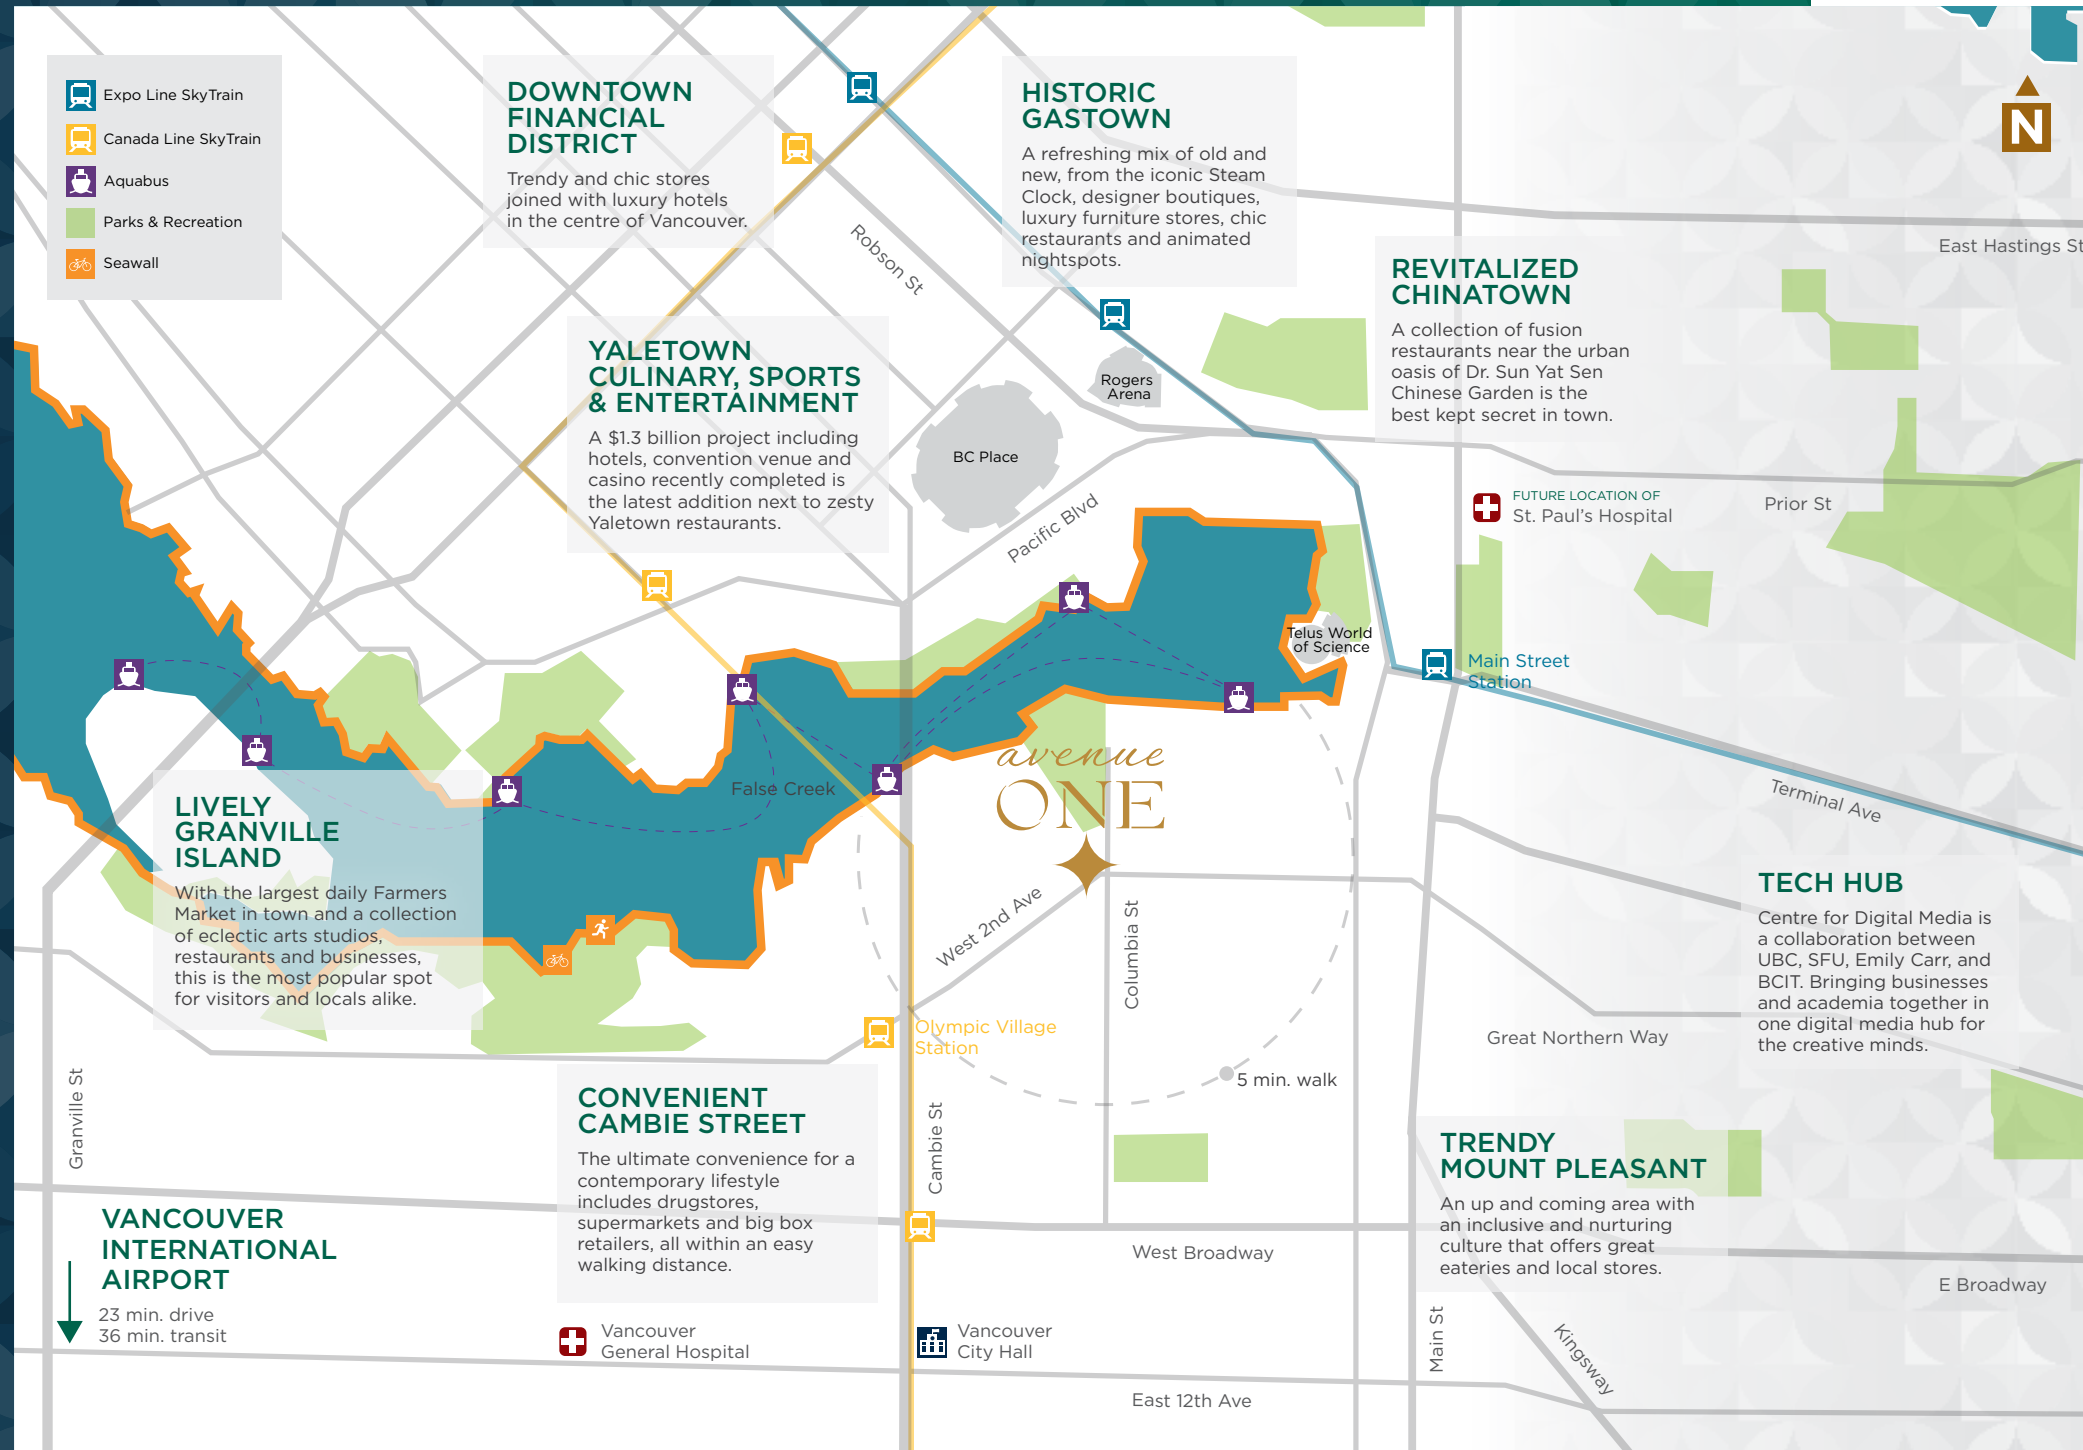 Expo Line SkyTrain
Canada Line SkyTrain
Aquabus
Parks & Recreation
Seawall
DOWNTOWN
FINANCIAL
DISTRICT
Trendy and chic stores
joined with luxury hotels
in the centre of Vancouver.
HISTORIC
GASTOWN
A refreshing mix of old and
new, from the iconic Steam
Clock, designer boutiques,
luxury furniture stores, chic
restaurants and animated
nightspots.
N
East Hastings St
Robson St
REVITALIZED
CHINATOWN
A collection of fusion
restaurants near the urban
oasis of Dr. Sun Yat Sen
Chinese Garden is the
best kept secret in town.
YALETOWN
CULINARY, SPORTS
& ENTERTAINMENT
A $1.3 billion project including
hotels, convention venue and
casino recently completed is
the latest addition next to zesty
Yaletown restaurants.
Rogers
Arena
BC Place
Pacific Blvd
FUTURE LOCATION OF
St. Paul's Hospital
Prior St
Telus World
of Science
Main Street
Station
avenue
ONE
False Creek
Terminal Ave
LIVELY
GRANVILLE
ISLAND
With the largest daily Farmers
Market in town and a collection
of eclectic arts studios,
restaurants and businesses,
this is the most popular spot
for visitors and locals alike.
West 2nd Ave
Columbia St
TECH HUB
Centre for Digital Media is
a collaboration between
UBC, SFU, Emily Carr, and
BCIT. Bringing businesses
and academia together in
one digital media hub for
the creative minds.
Olympic Village
Station
Great Northern Way
5 min. walk
Granville St
CONVENIENT
CAMBIE STREET
The ultimate convenience for a
contemporary lifestyle
includes drugstores,
supermarkets and big box
retailers, all within an easy
walking distance.
Cambie St
TRENDY
MOUNT PLEASANT
An up and coming area with
an inclusive and nurturing
culture that offers great
eateries and local stores.
VANCOUVER
INTERNATIONAL
AIRPORT
23 min. drive
36 min. transit
West Broadway
E Broadway
Vancouver
General Hospital
Vancouver
City Hall
Main St
Kingsway
East 12th Ave